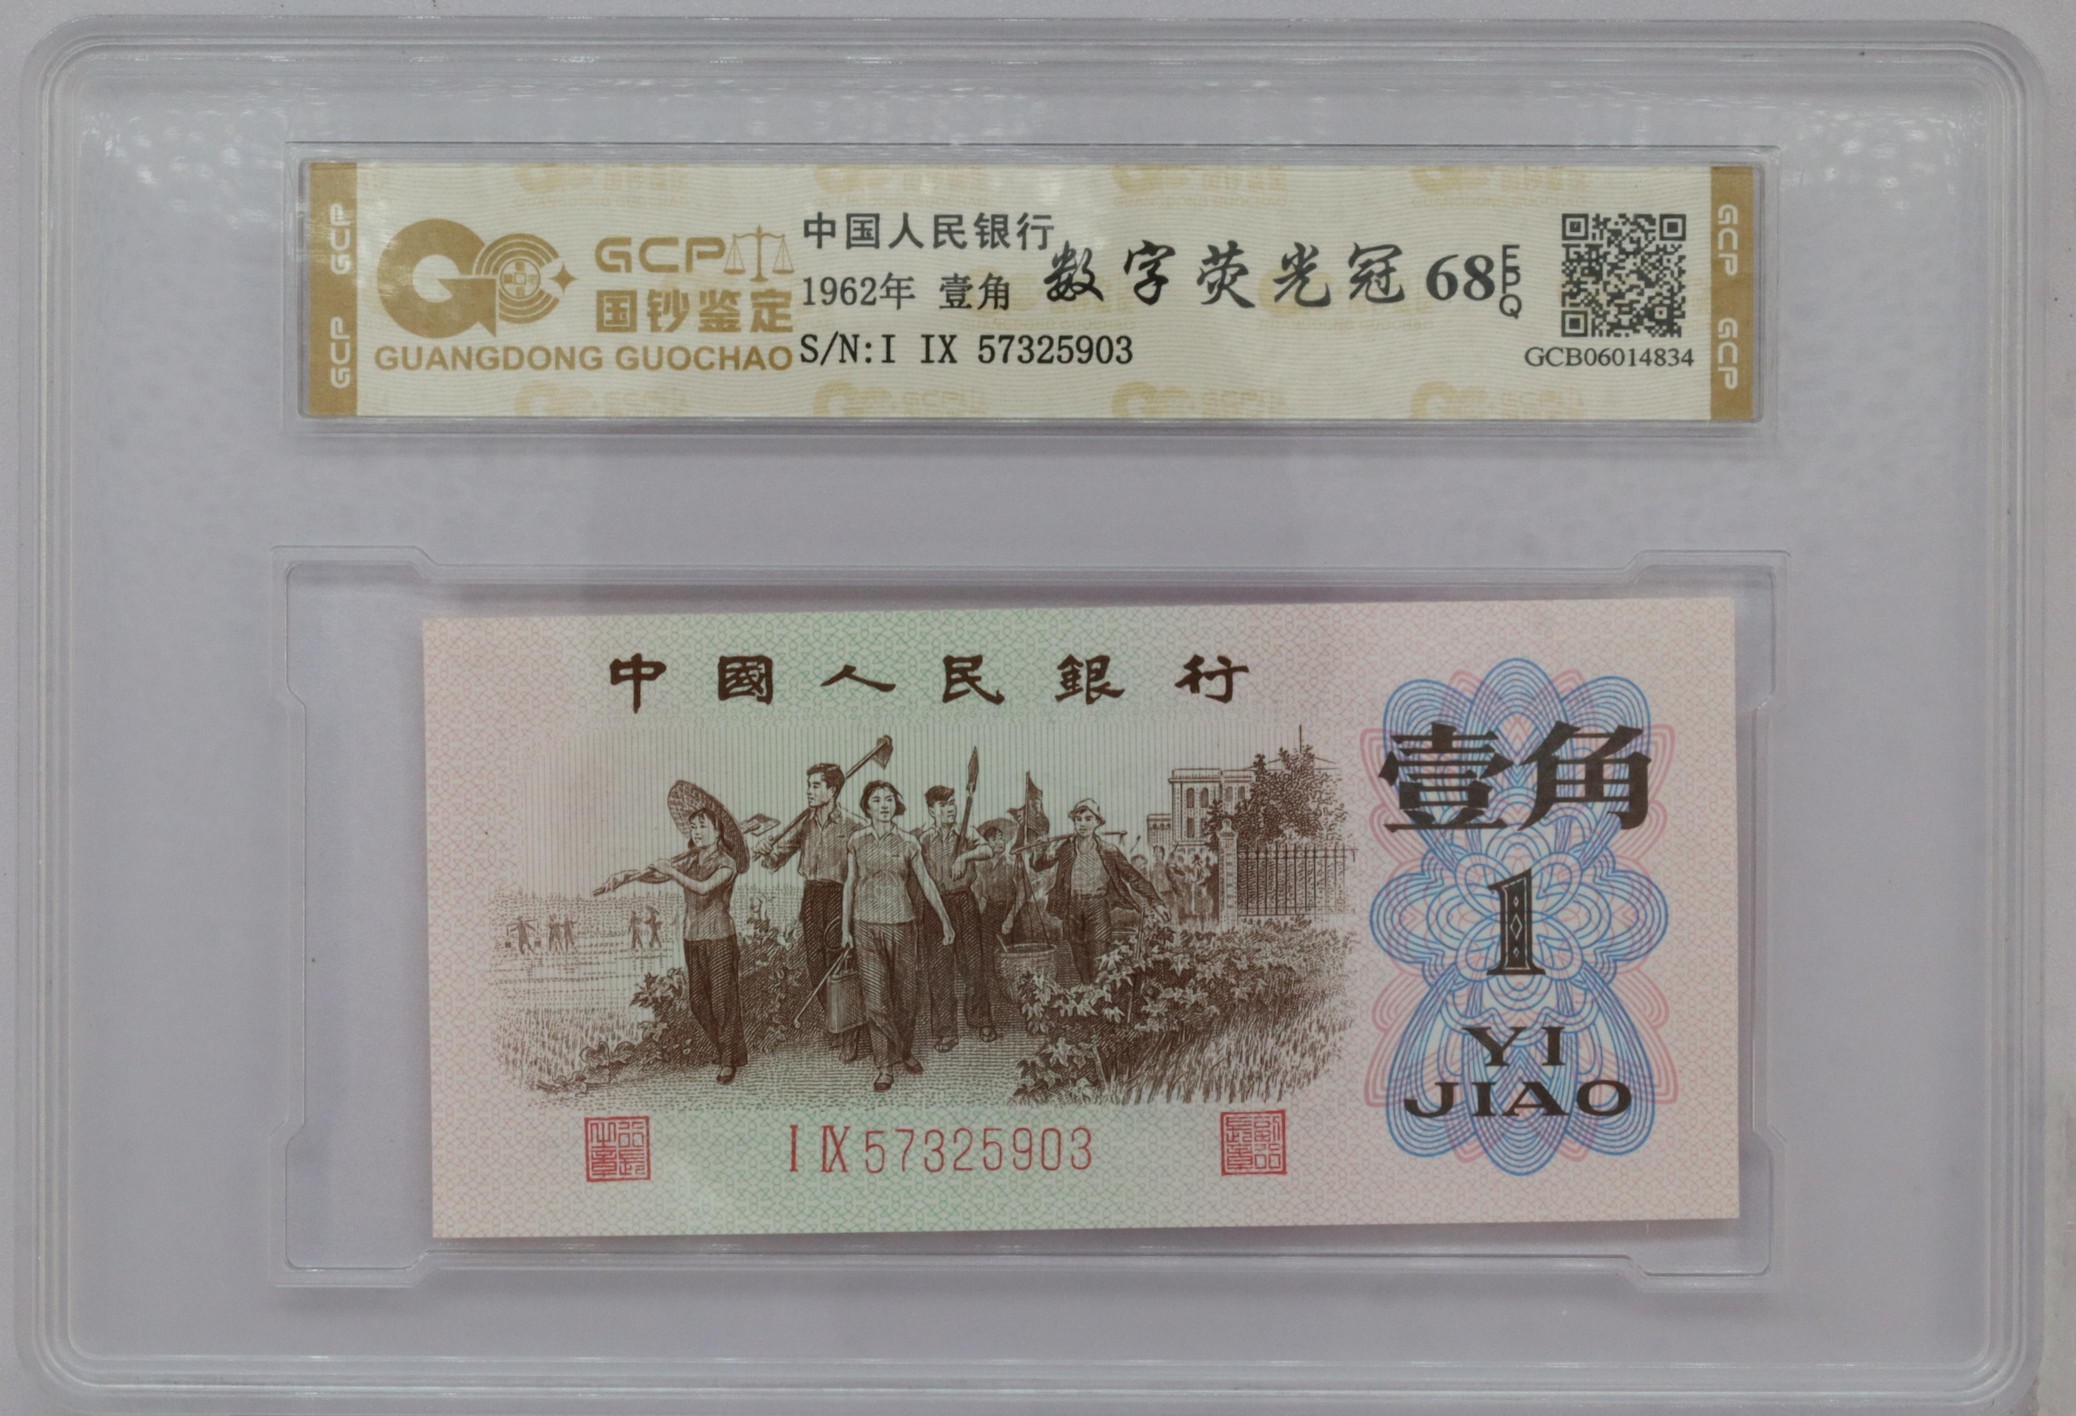 GCP
GCP
GCP
国钞鉴定
GUANGDONG GUOCHAO
中国人民银行
1962年 壹角
S/N:I IX 57325903
数字荧光冠 68 EPQ
GCB06014834
GCP
GCP
中國人民銀行
壹角
1
YI
JIAO
I IX 57325903